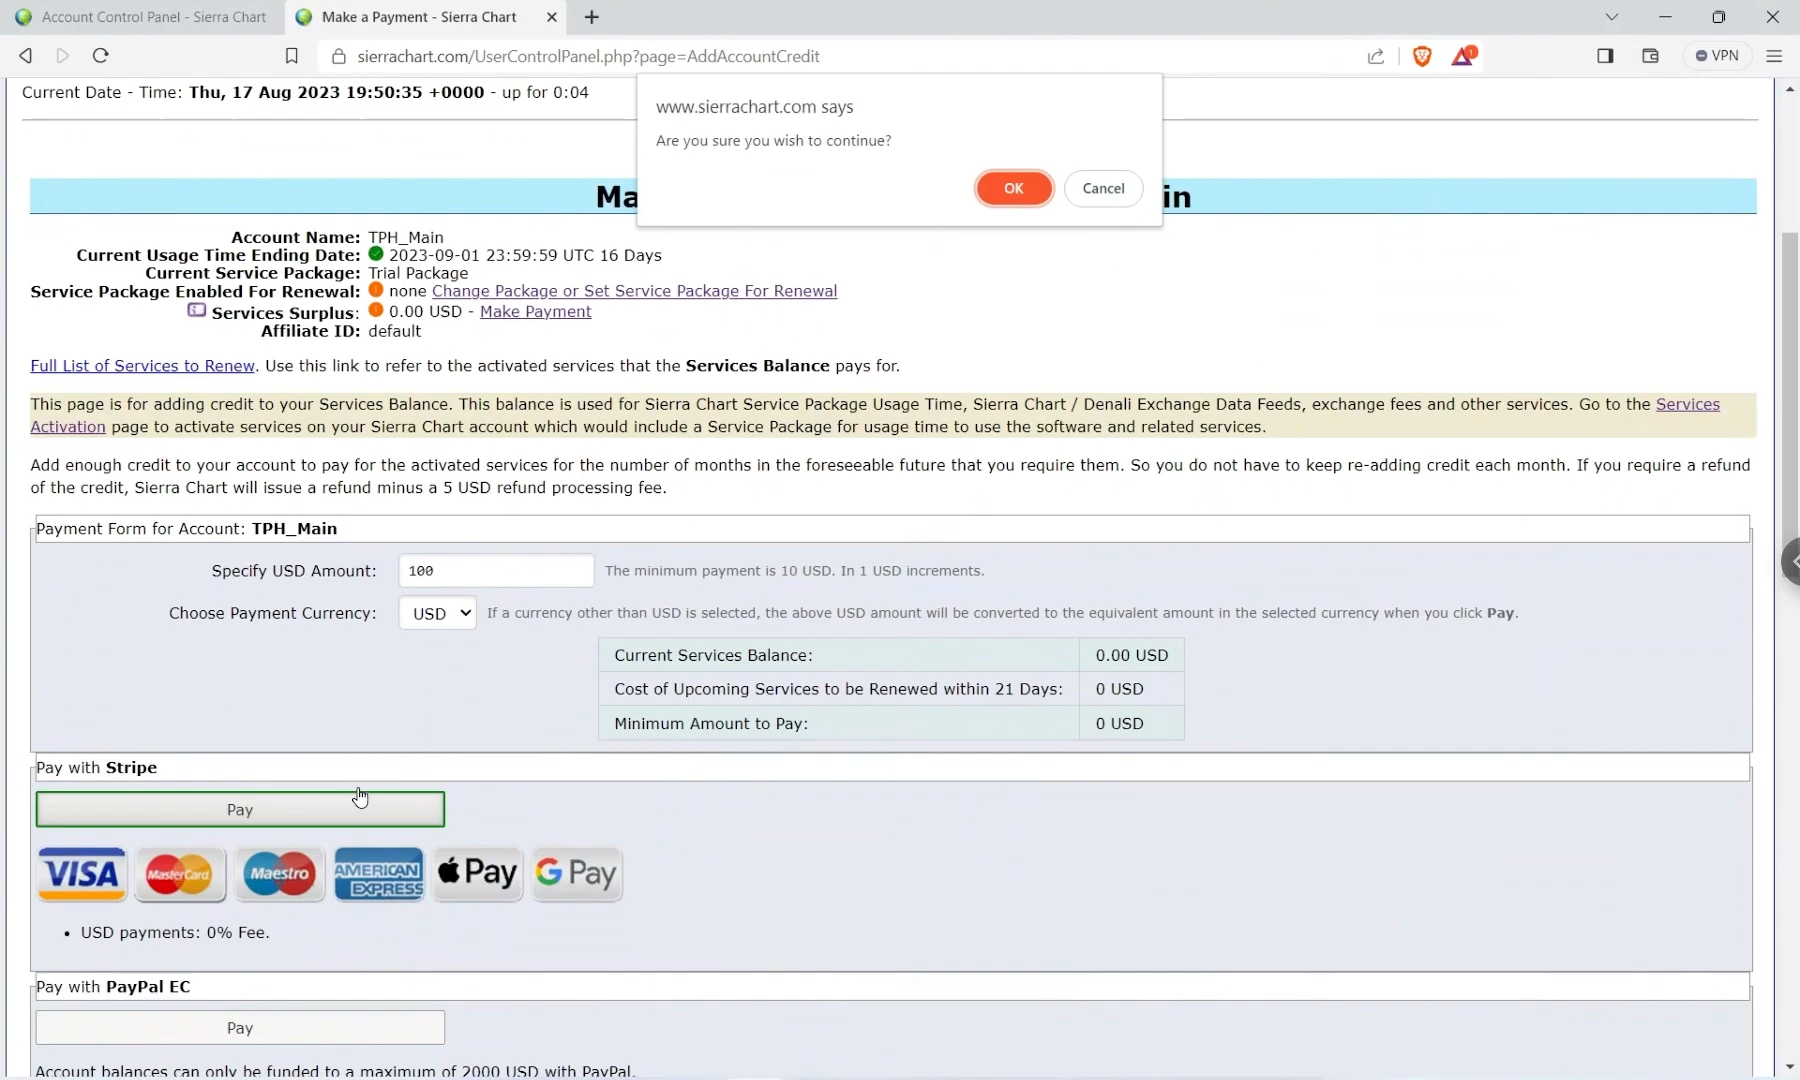 Account Control Panel - Sierra Chart
Make a Payment - Sierra Chart
sierrachart.com/UserControlPanel.php?page=AddAccountCredit
1
VPN
Current Date - Time: Thu, 17 Aug 2023 19:50:35 +0000 - up for 0:04
www.sierrachart.com says
Are you sure you wish to continue?
OK
Cancel
Ma
in
Account Name: TPH_Main
Current Usage Time Ending Date: 2023-09-01 23:59:59 UTC 16 Days
Current Service Package: Trial Package
Service Package Enabled For Renewal: none Change Package or Set Service Package For Renewal
Services Surplus: 0.00 USD - Make Payment
Affiliate ID: default
Full List of Services to Renew. Use this link to refer to the activated services that the Services Balance pays for.
This page is for adding credit to your Services Balance. This balance is used for Sierra Chart Service Package Usage Time, Sierra Chart / Denali Exchange Data Feeds, exchange fees and other services. Go to the Services
Activation page to activate services on your Sierra Chart account which would include a Service Package for usage time to use the software and related services.
Add enough credit to your account to pay for the activated services for the number of months in the foreseeable future that you require them. So you do not have to keep re-adding credit each month. If you require a refund
of the credit, Sierra Chart will issue a refund minus a 5 USD refund processing fee.
Payment Form for Account: TPH_Main
Specify USD Amount: 100 The minimum payment is 10 USD. In 1 USD increments.
Choose Payment Currency: USD If a currency other than USD is selected, the above USD amount will be converted to the equivalent amount in the selected currency when you click Pay.
Current Services Balance: 0.00 USD
Cost of Upcoming Services to be Renewed within 21 Days: 0 USD
Minimum Amount to Pay: 0 USD
Pay with Stripe
Pay
VISA MasterCard Maestro AMERICAN EXPRESS Pay G Pay
• USD payments: 0% Fee.
Pay with PayPal EC
Pay
Account balances can only be funded to a maximum of 2000 USD with PayPal.